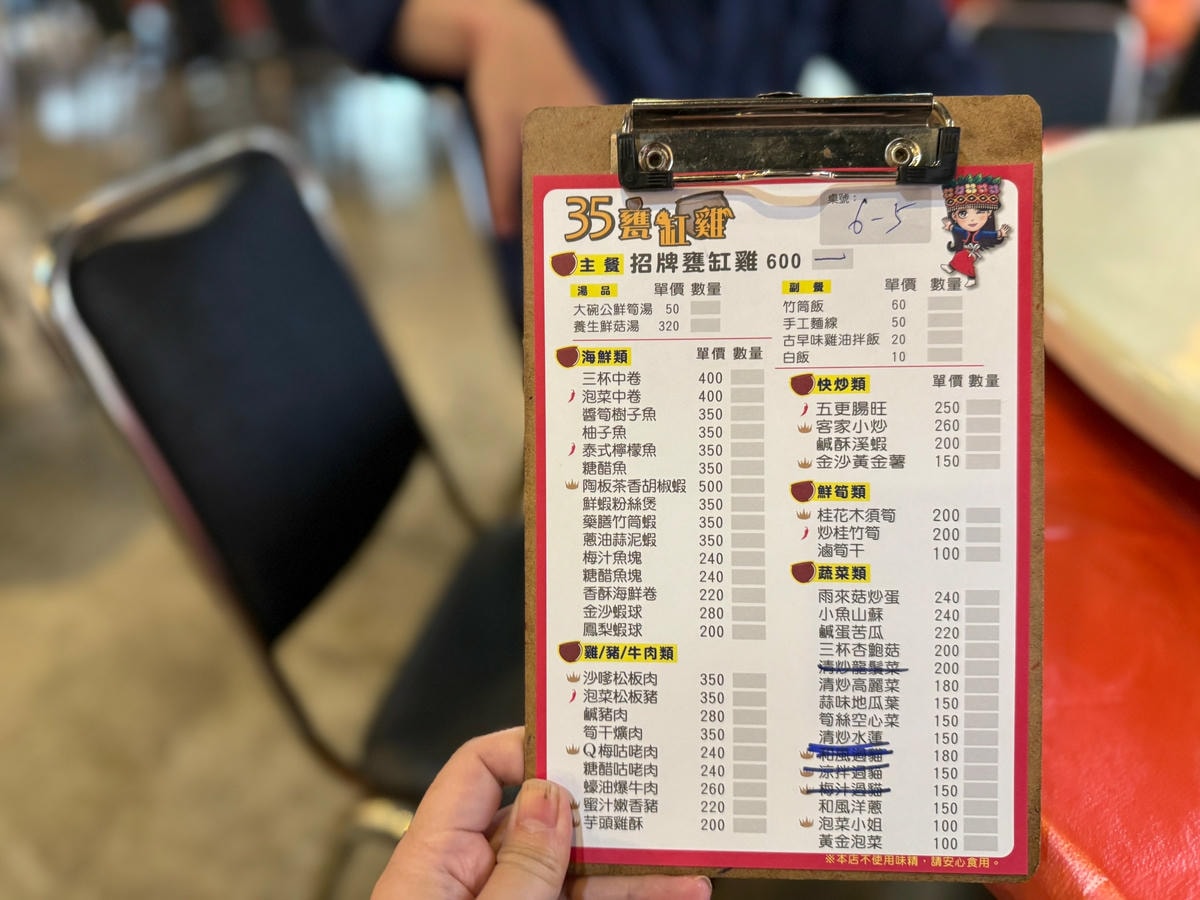 35甕缸雞
桌號：6-5
主餐 招牌甕缸雞 600 一
湯品 單價 數量
大碗公鮮筍湯 50
養生鮮菇湯 320
副餐 單價 數量
竹筒飯 60
手工麵線 50
古早味雞油拌飯 20
白飯 10
海鮮類 單價 數量
三杯中卷 400
泡菜中卷 400
醬筍樹子魚 350
柚子魚 350
泰式檸檬魚 350
糖醋魚 350
陶板茶香胡椒蝦 500
鮮蝦粉絲煲 350
藥膳竹筒蝦 350
蔥油蒜泥蝦 350
梅汁魚塊 240
糖醋魚塊 240
香酥海鮮卷 220
金沙蝦球 280
鳳梨蝦球 200
雞/豬/牛肉類
沙嗲松板肉 350
泡菜松板豬 350
鹹豬肉 280
筍干爌肉 350
Q梅咕咾肉 240
糖醋咕咾肉 240
蠔油爆牛肉 260
蜜汁嫩香豬 220
芋頭雞酥 200
快炒類 單價 數量
五更腸旺 250
客家小炒 260
鹹酥溪蝦 200
金沙黃金薯 150
鮮筍類
桂花木須筍 200
炒桂竹筍 200
滷筍干 100
蔬菜類
雨來菇炒蛋 240
小魚山蘇 240
鹹蛋苦瓜 220
三杯杏鮑菇 200
清炒龍鬚菜 200
清炒高麗菜 180
蒜味地瓜葉 150
筍絲空心菜 150
清炒水蓮 150
和風過貓 180
涼拌過貓 150
梅汁過貓 150
和風洋蔥 150
泡菜小姐 100
黃金泡菜 100
※本店不使用味精，請安心食用。